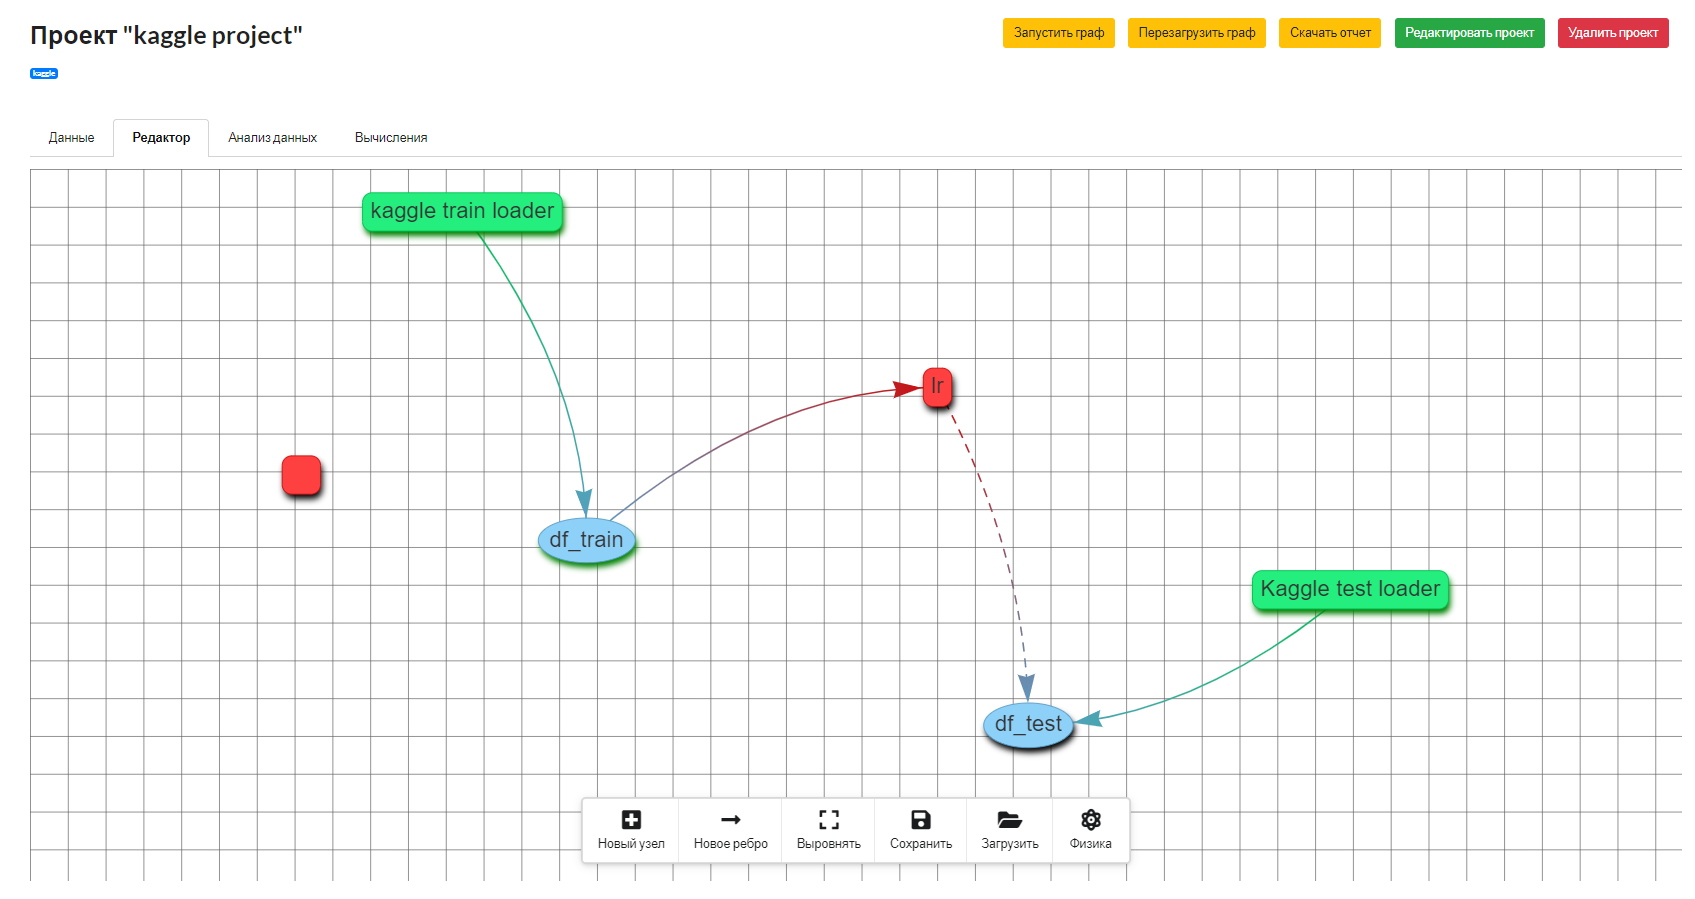 Проект "kaggle project"
Запустить граф
Перезагрузить граф
Скачать отчет
Редактировать проект
Удалить проект
kaggle
Данные
Редактор
Анализ данных
Вычисления
kaggle train loader
lr
df_train
Kaggle test loader
df_test
Новый узел
Новое ребро
Выровнять
Сохранить
Загрузить
Физика